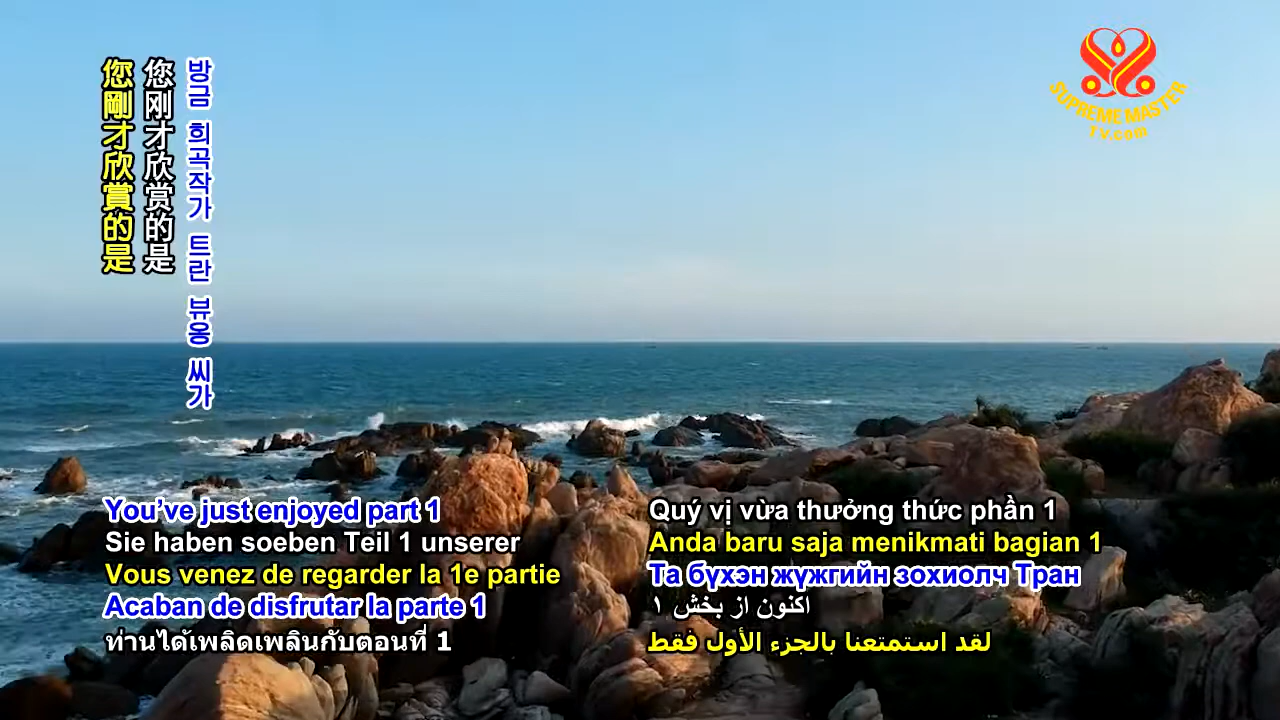 您剛才欣賞的是
您刚才欣赏的是
방금 희곡작가 트란 뷰옹 씨가
SUPREME MASTER
TV.com
You’ve just enjoyed part 1
Sie haben soeben Teil 1 unserer
Vous venez de regarder la 1e partie
Acaban de disfrutar la parte 1
ท่านได้เพลิดเพลินกับตอนที่ 1
Quý vị vừa thưởng thức phần 1
Anda baru saja menikmati bagian 1
Та бүхэн жүжгийн зохиолч Тран
اکنون از بخش ۱
لقد استمتعنا بالجزء الأول فقط